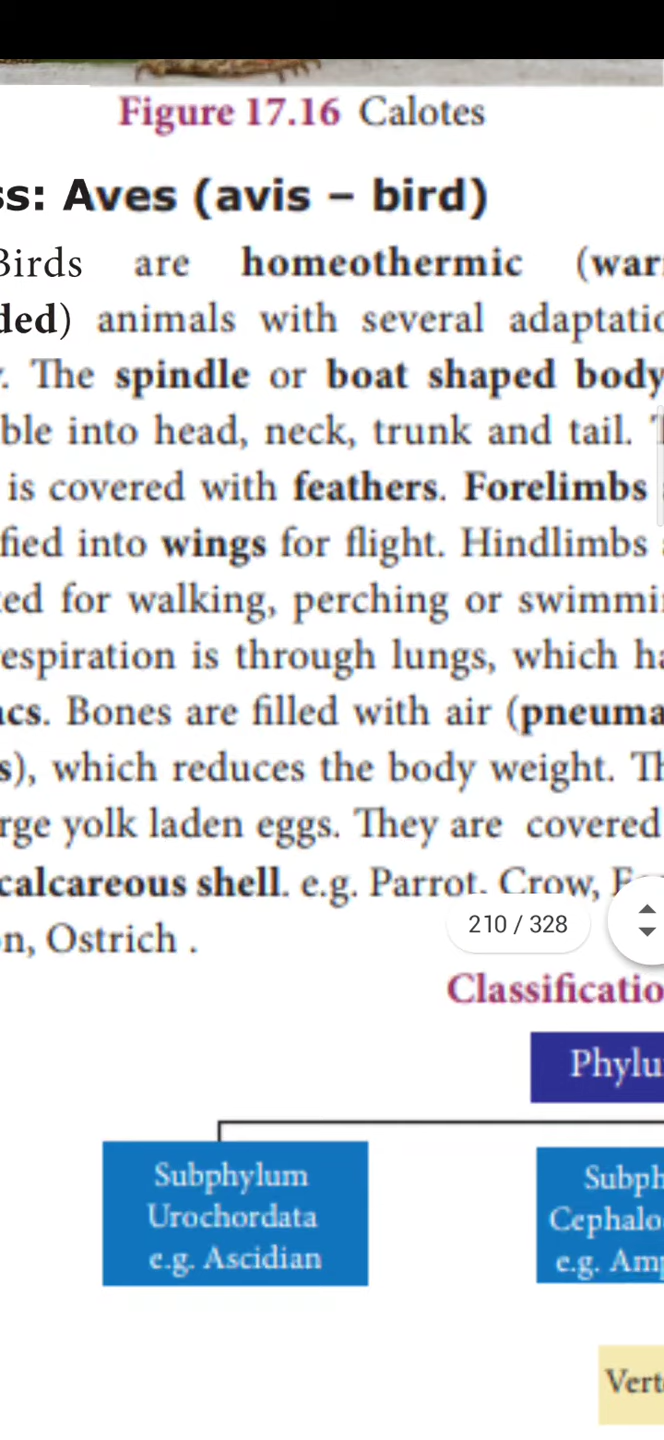 Figure 17.16 Calotes
ss: Aves (avis – bird)
Birds are homeothermic (war
ded) animals with several adaptatio
. The spindle or boat shaped body
ble into head, neck, trunk and tail.
is covered with feathers. Forelimbs
fied into wings for flight. Hindlimbs
ed for walking, perching or swimmi
espiration is through lungs, which ha
acs. Bones are filled with air (pneuma
s), which reduces the body weight. Th
rge yolk laden eggs. They are covered
calcareous shell. e.g. Parrot, Crow,
n, Ostrich .
210 / 328
Classificatio
Phylu
Subphylum
Urochordata
e.g. Ascidian
Subph
Cephalo
e.g. Amp
Verte